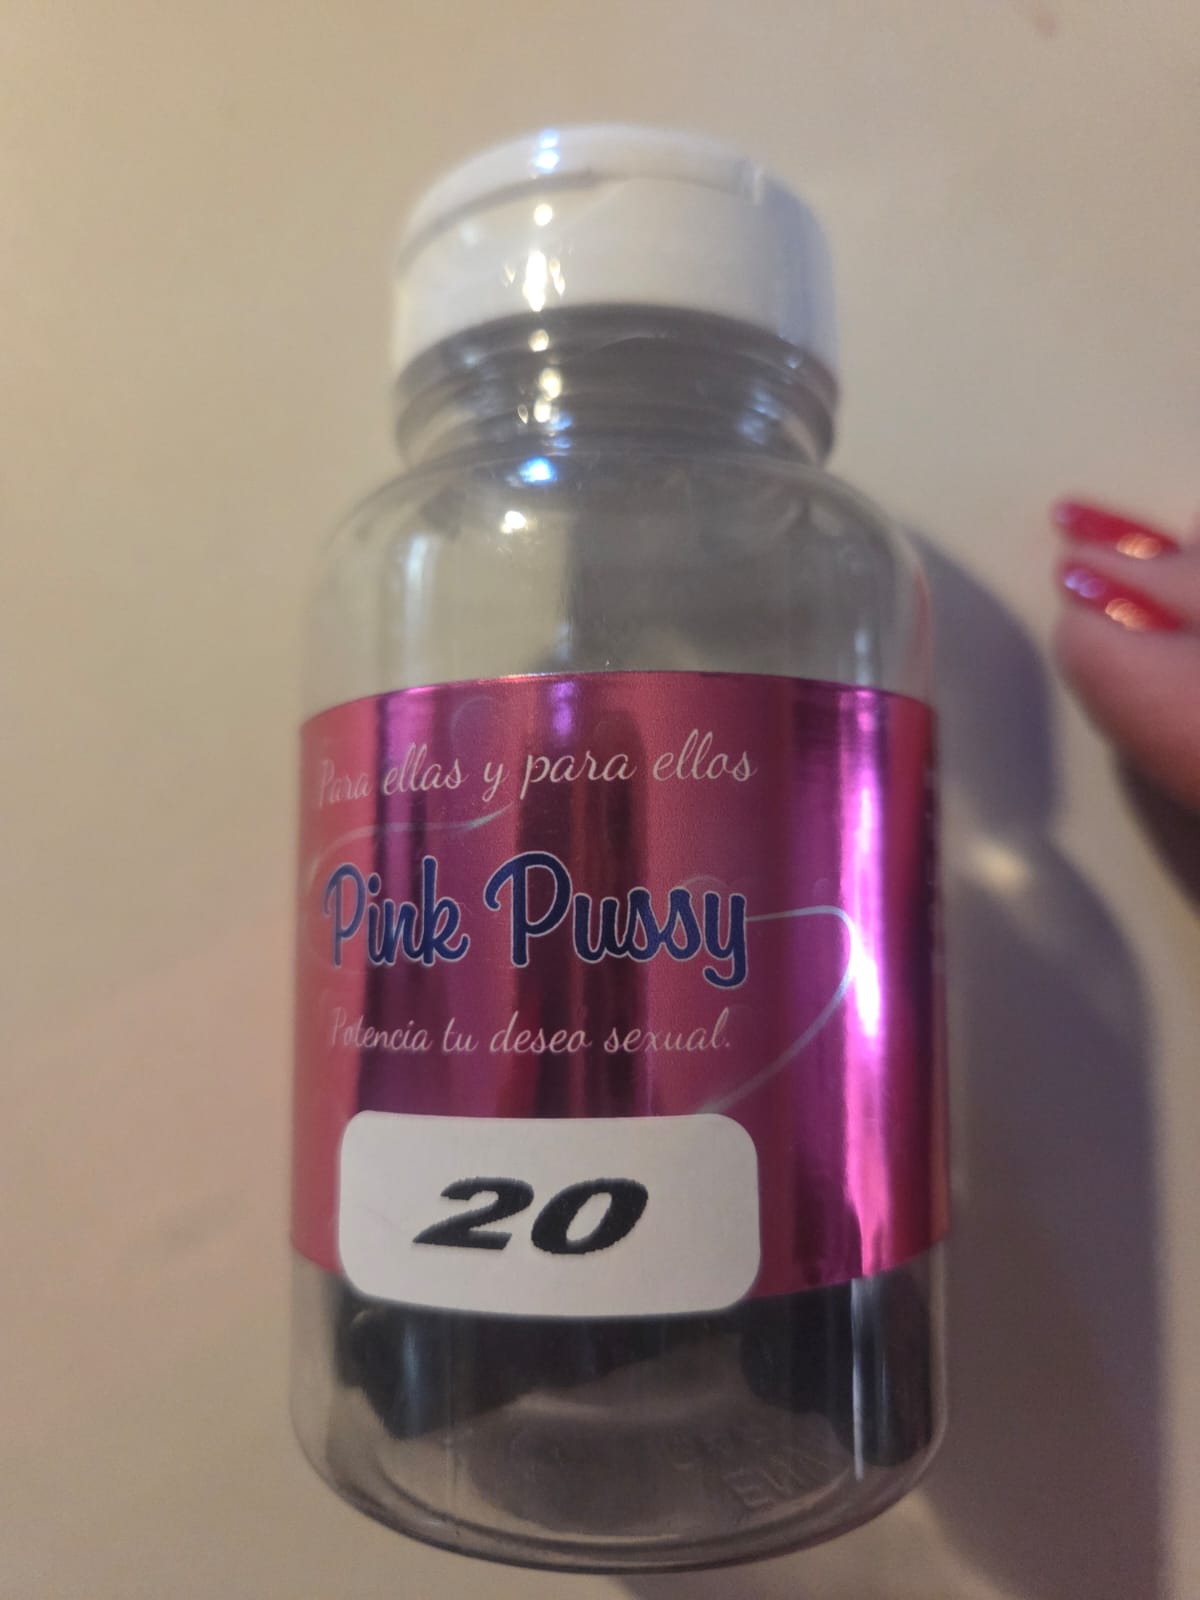 Para ellas y para ellos
Pink Pussy
Potencia tu deseo sexual.
20